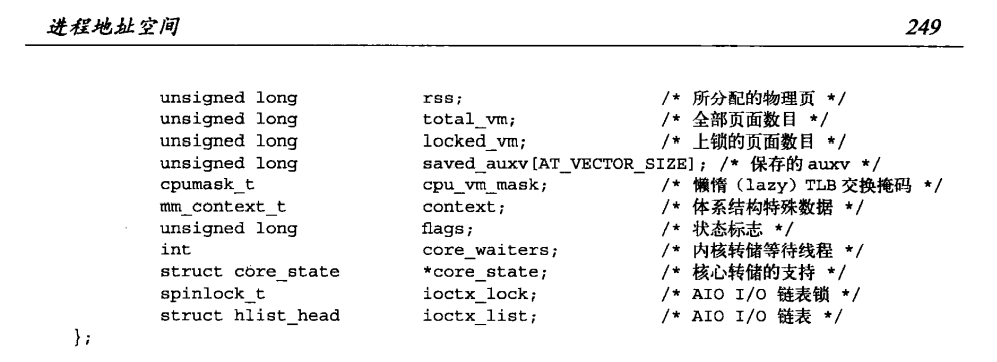 进程地址空间 249
unsigned long rss; /* 所分配的物理页 */
unsigned long total_vm; /* 全部页面数目 */
unsigned long locked_vm; /* 上锁的页面数目 */
unsigned long saved_auxv[AT_VECTOR_SIZE]; /* 保存的 auxv */
cpumask_t cpu_vm_mask; /* 懒惰（lazy）TLB 交换掩码 */
mm_context_t context; /* 体系结构特殊数据 */
unsigned long flags; /* 状态标志 */
int core_waiters; /* 内核转储等待线程 */
struct core_state *core_state; /* 核心转储的支持 */
spinlock_t ioctx_lock; /* AIO I/O 链表锁 */
struct hlist_head ioctx_list; /* AIO I/O 链表 */
};